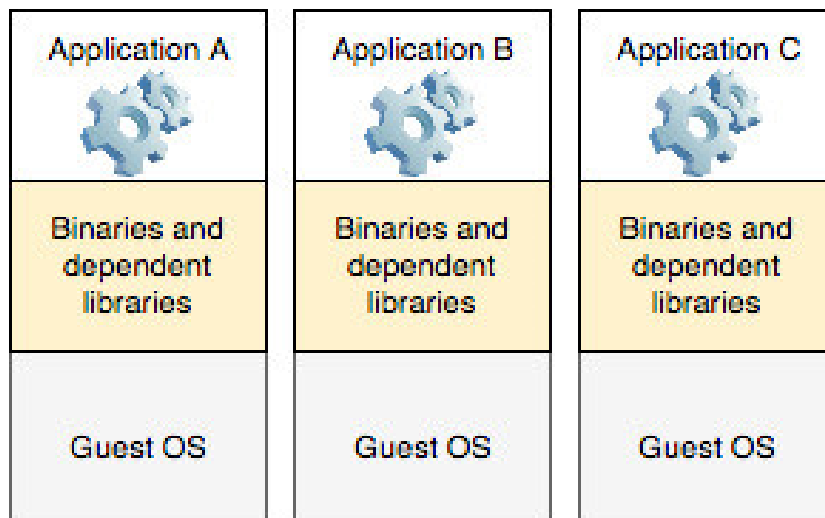 Application A
Binaries and
dependent
libraries
Guest OS
Application B
Binaries and
dependent
libraries
Guest OS
Application C
Binaries and
dependent
libraries
Guest OS